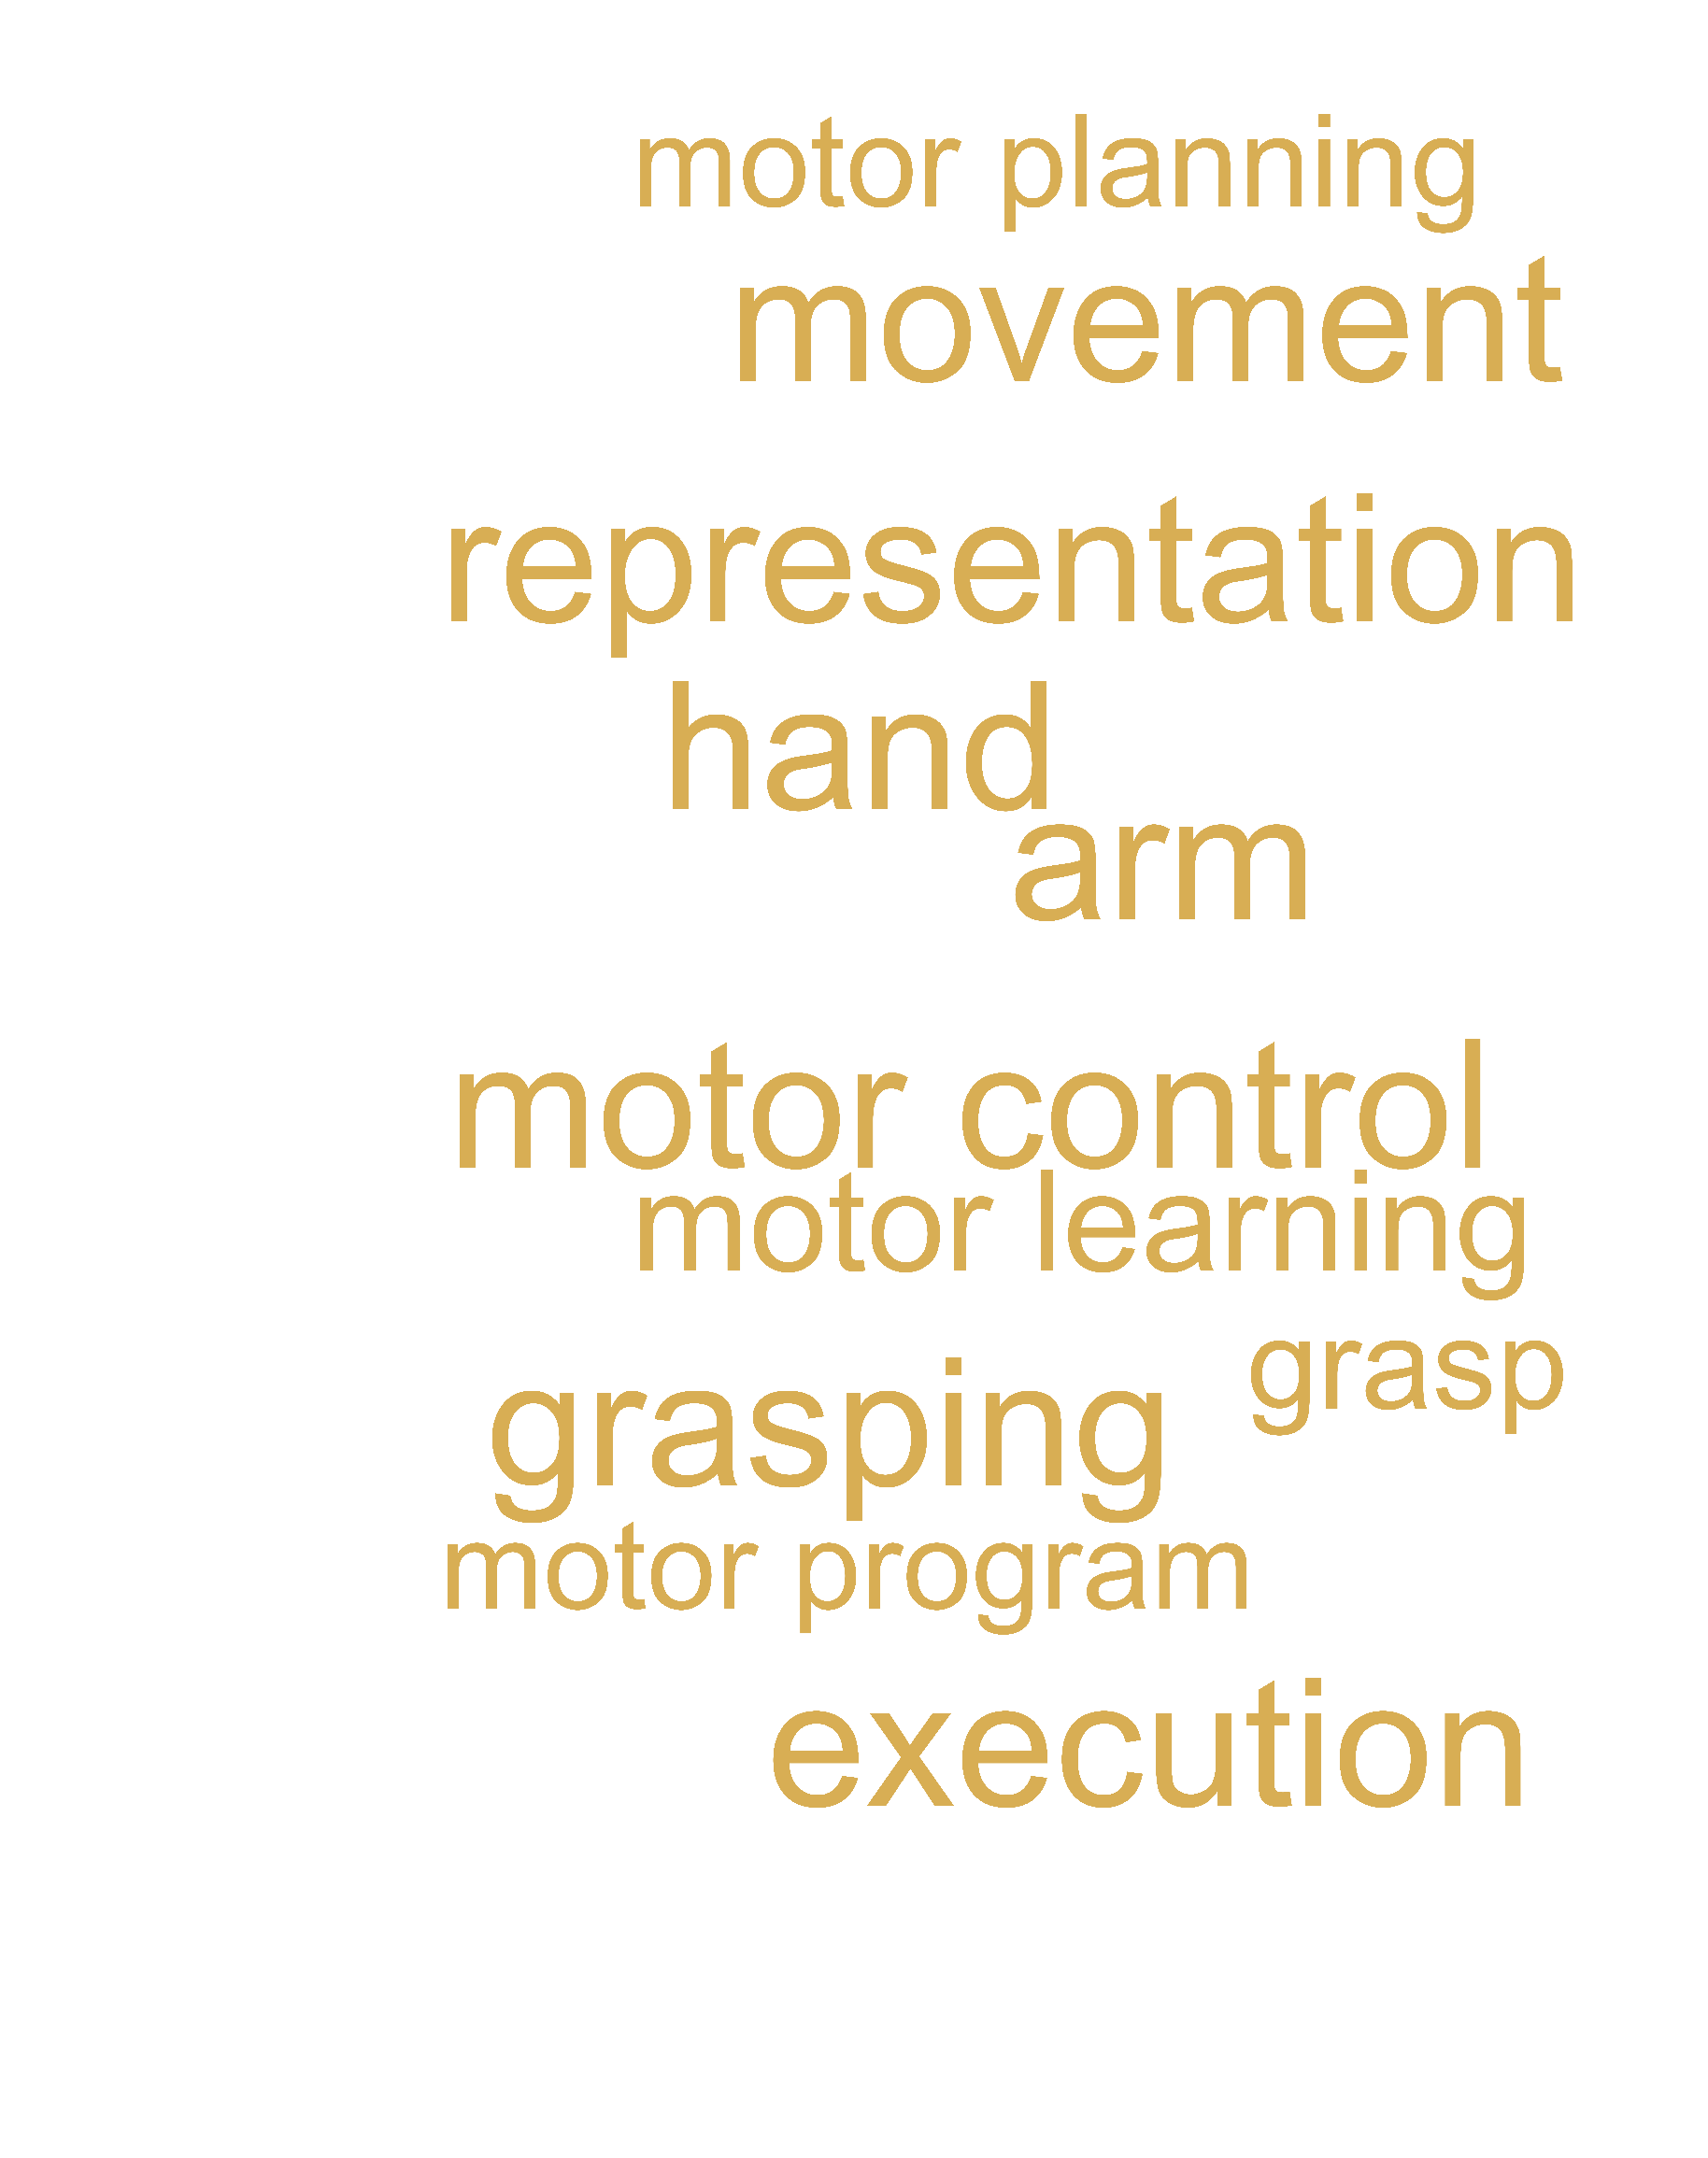 motor planning
movement
representation
hand
arm
motor control
motor learning
grasp
grasping
motor program
execution